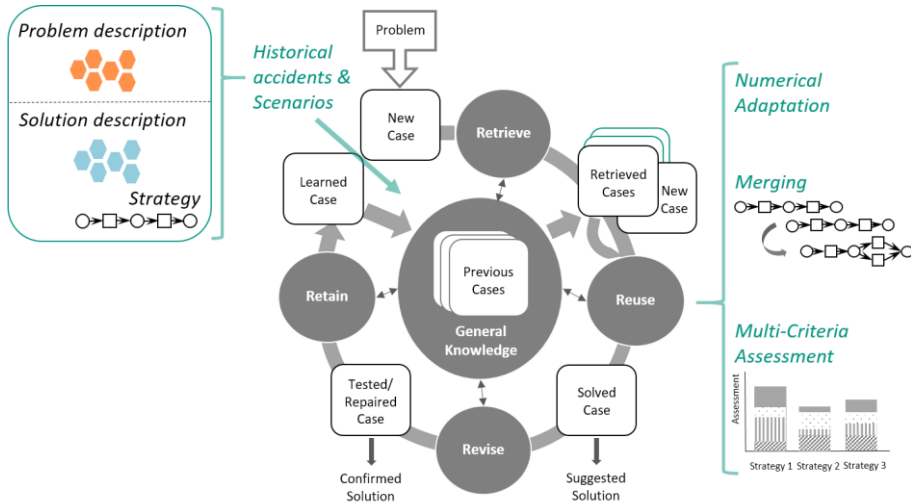 Problem description
Solution description
Strategy
Historical
accidents &
Scenarios
Problem
New
Case
Retrieve
Retrieved
Cases
New
Case
Learned
Case
Previous
Cases
General
Knowledge
Retain
Reuse
Tested/
Repaired
Case
Solved
Case
Revise
Confirmed
Solution
Suggested
Solution
Numerical
Adaptation
Merging
Multi-Criteria
Assessment
Assessment
Strategy 1
Strategy 2
Strategy 3